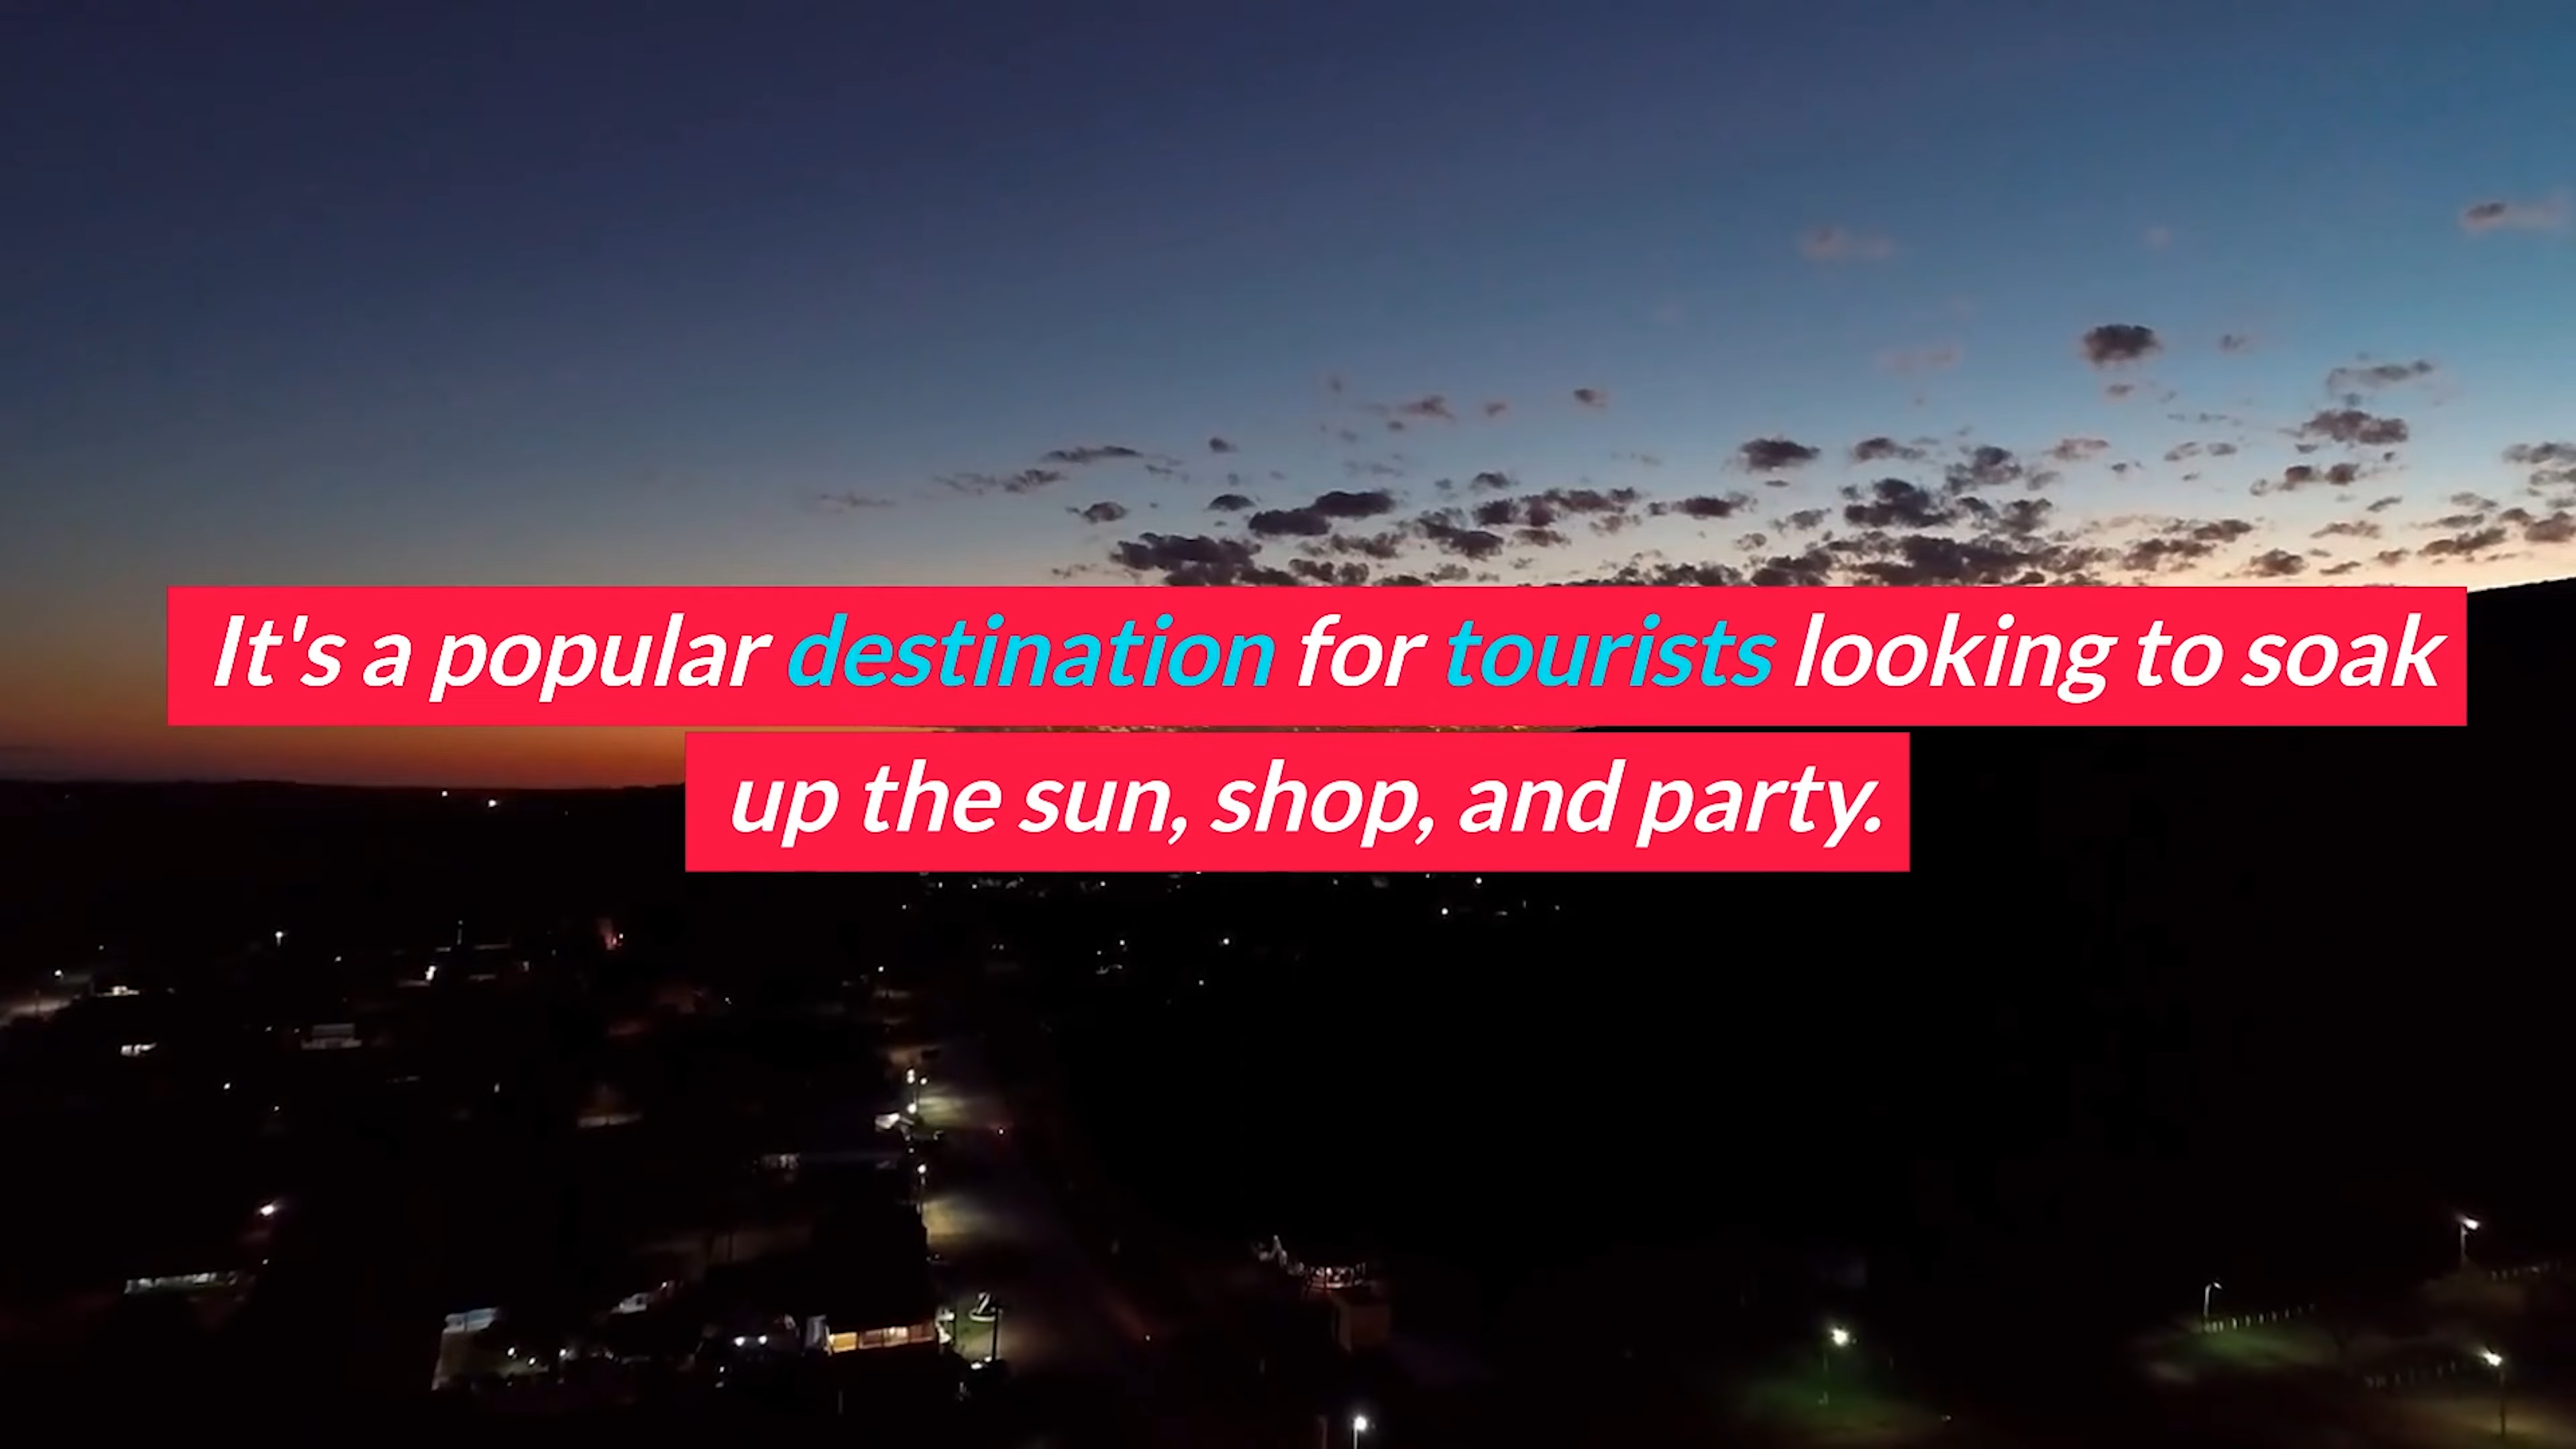 It's a popular destination for tourists looking to soak
up the sun, shop, and party.